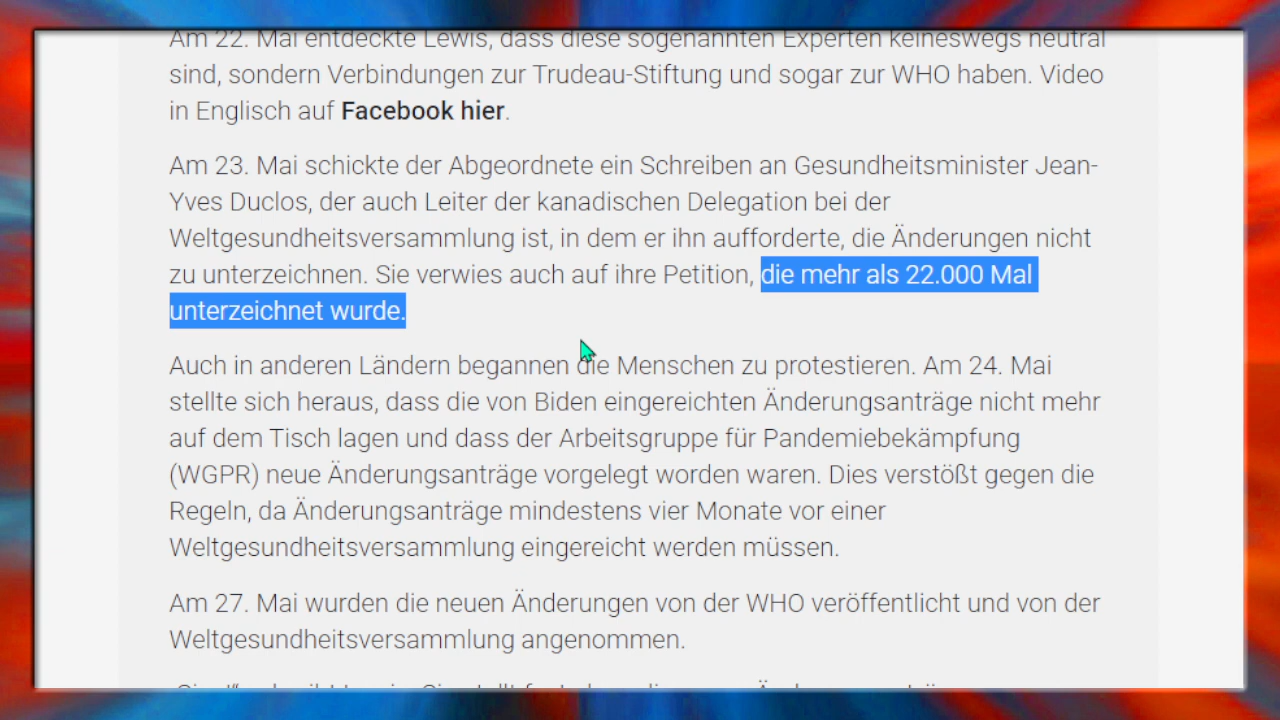 Am 22. Mai entdeckte Lewis, dass diese sogenannten Experten keineswegs neutral
sind, sondern Verbindungen zur Trudeau-Stiftung und sogar zur WHO haben. Video
in Englisch auf Facebook hier.
Am 23. Mai schickte der Abgeordnete ein Schreiben an Gesundheitsminister Jean-
Yves Duclos, der auch Leiter der kanadischen Delegation bei der
Weltgesundheitsversammlung ist, in dem er ihn aufforderte, die Änderungen nicht
zu unterzeichnen. Sie verwies auch auf ihre Petition, die mehr als 22.000 Mal
unterzeichnet wurde.
Auch in anderen Ländern begannen die Menschen zu protestieren. Am 24. Mai
stellte sich heraus, dass die von Biden eingereichten Änderungsanträge nicht mehr
auf dem Tisch lagen und dass der Arbeitsgruppe für Pandemiebekämpfung
(WGPR) neue Änderungsanträge vorgelegt worden waren. Dies verstößt gegen die
Regeln, da Änderungsanträge mindestens vier Monate vor einer
Weltgesundheitsversammlung eingereicht werden müssen.
Am 27. Mai wurden die neuen Änderungen von der WHO veröffentlicht und von der
Weltgesundheitsversammlung angenommen.